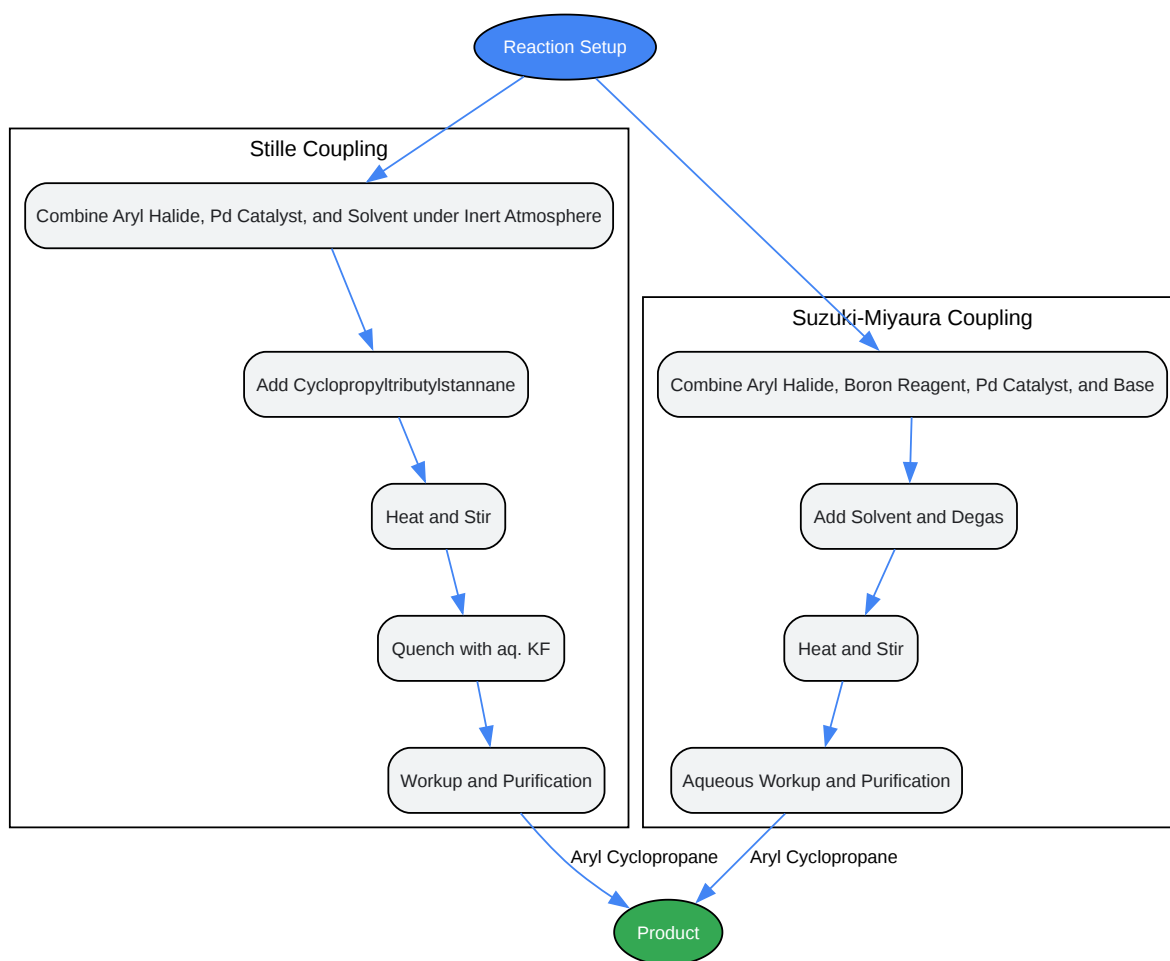 Reaction Setup
Stille Coupling
Combine Aryl Halide, Pd Catalyst, and Solvent under Inert Atmosphere
Add Cyclopropyltributylstannane
Heat and Stir
Quench with aq. KF
Workup and Purification
Suzuki-Miyaura Coupling
Combine Aryl Halide, Boron Reagent, Pd Catalyst, and Base
Add Solvent and Degas
Heat and Stir
Aqueous Workup and Purification
Aryl Cyclopropane
Aryl Cyclopropane
Product